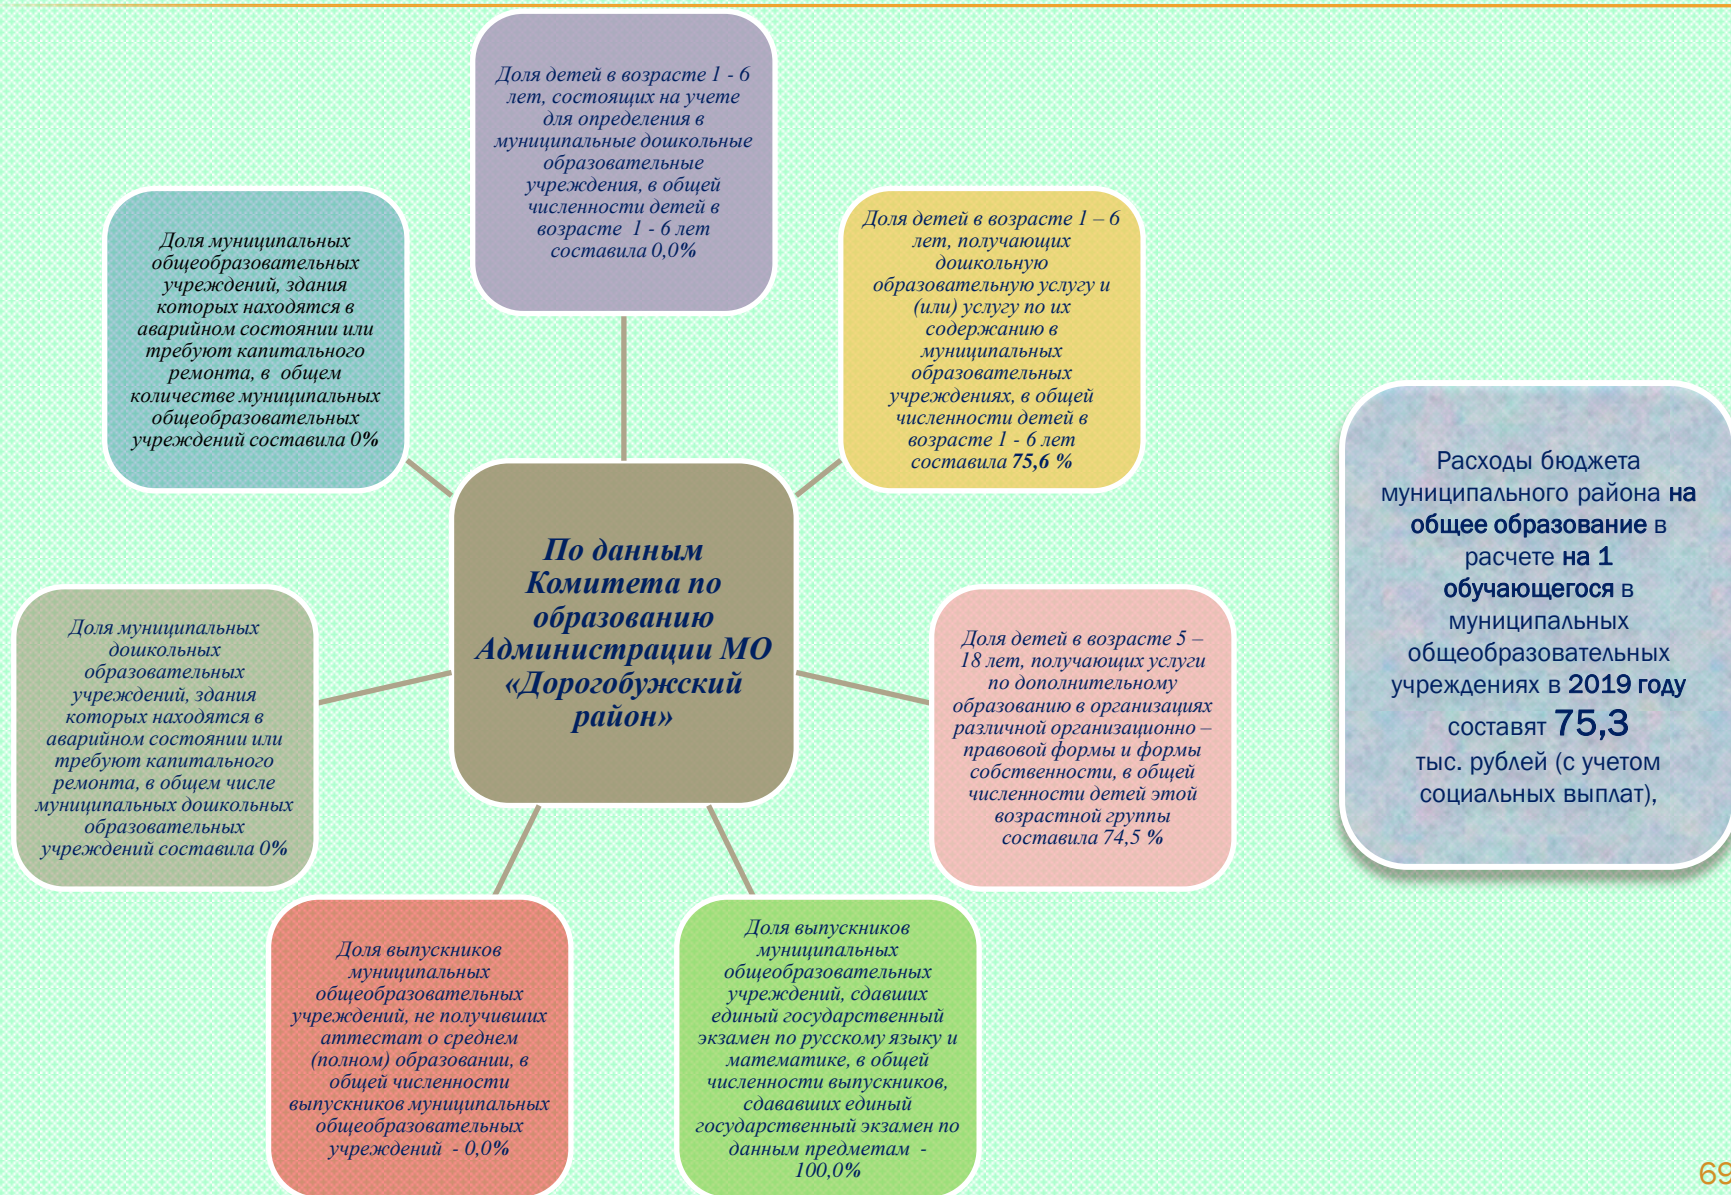 Доля детей в возрасте 1 - 6
лет, состоящих на учете
для определения в
муниципальные дошкольные
образовательные
учреждения, в общей
численности детей в
возрасте 1 - 6 лет
составила 0,0%
Доля детей в возрасте 1 – 6
лет, получающих
дошкольную
образовательную услугу и
(или) услугу по их
содержанию в
муниципальных
образовательных
учреждениях, в общей
численности детей в
возрасте 1 - 6 лет
составила 75,6 %
Доля детей в возрасте 5 –
18 лет, получающих услуги
по дополнительному
образованию в организациях
различной организационно –
правовой формы и формы
собственности, в общей
численности детей этой
возрастной группы
составила 74,5 %
Доля выпускников
муниципальных
общеобразовательных
учреждений, сдавших
единый государственный
экзамен по русскому языку и
математике, в общей
численности выпускников,
сдававших единый
государственный экзамен по
данным предметам -
100,0%
Доля выпускников
муниципальных
общеобразовательных
учреждений, не получивших
аттестат о среднем
(полном) образовании, в
общей численности
выпускников муниципальных
общеобразовательных
учреждений - 0,0%
Доля муниципальных
дошкольных
образовательных
учреждений, здания
которых находятся в
аварийном состоянии или
требуют капитального
ремонта, в общем числе
муниципальных дошкольных
образовательных
учреждений составила 0%
Доля муниципальных
общеобразовательных
учреждений, здания
которых находятся в
аварийном состоянии или
требуют капитального
ремонта, в общем
количестве муниципальных
общеобразовательных
учреждений составила 0%
По данным
Комитета по
образованию
Администрации МО
«Дорогобужский
район»
Расходы бюджета
муниципального района на
общее образование в
расчете на 1
обучающегося в
муниципальных
общеобразовательных
учреждениях в 2019 году
составят 75,3
тыс. рублей (с учетом
социальных выплат),
69